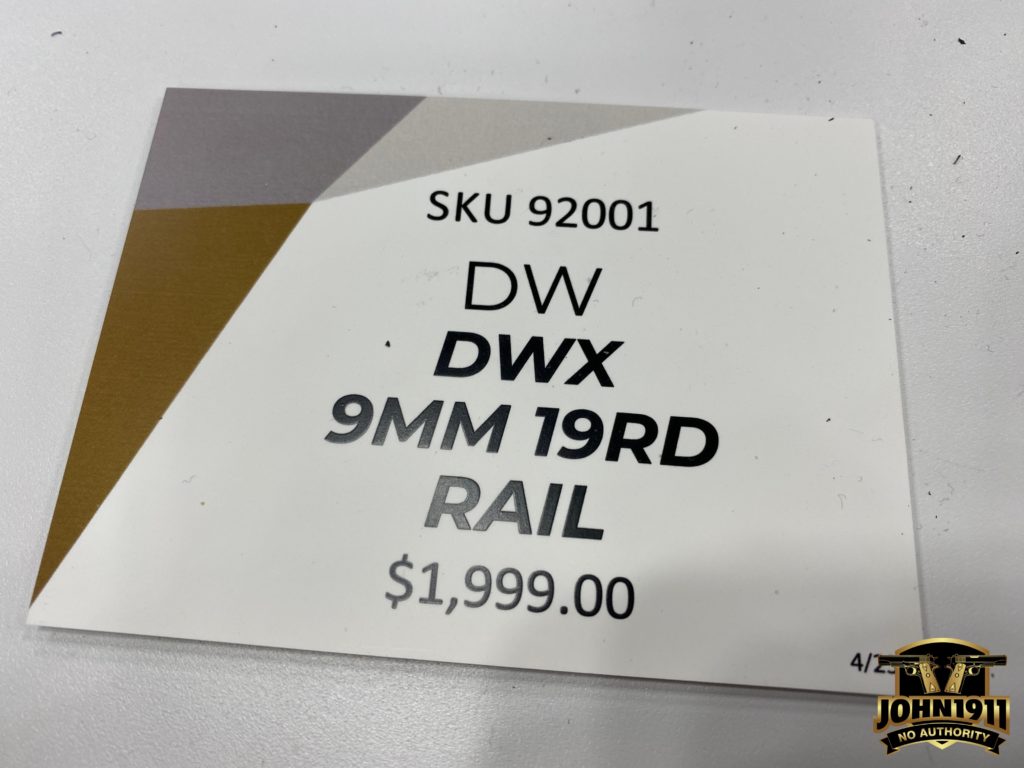 SKU 92001
DW
DWX
9MM 19RD
RAIL
$1,999.00
JOHN1911
NO AUTHORITY